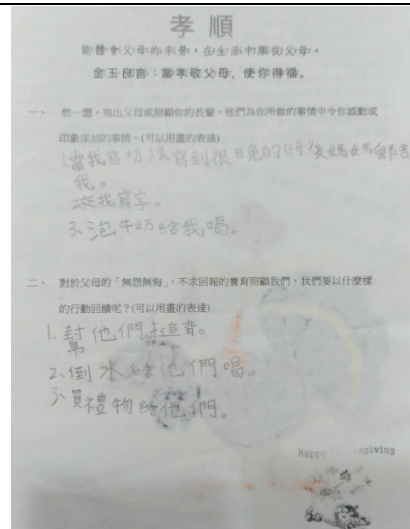 孝順
能體會父母的辛勞，在生活中順從父母。
金玉良言：當孝敬父母，使你得福。
一、 想一想，寫出父母或照顧你的長輩，他們為你所做的事情中令你感動或
印象深刻的事情。(可以用畫的表達)
1.當我寫功課寫到很晚的日子後媽媽會陪
我。
2.我寫字。
3.泡牛奶給我喝。
二、 對於父母的「無怨無悔」，不求回報的養育照顧我們，我們要以什麼樣
的行動回饋呢？(可以用畫的表達)
1.幫他們搥背。
2.倒水給他們喝。
3.買禮物給他們。
Happy